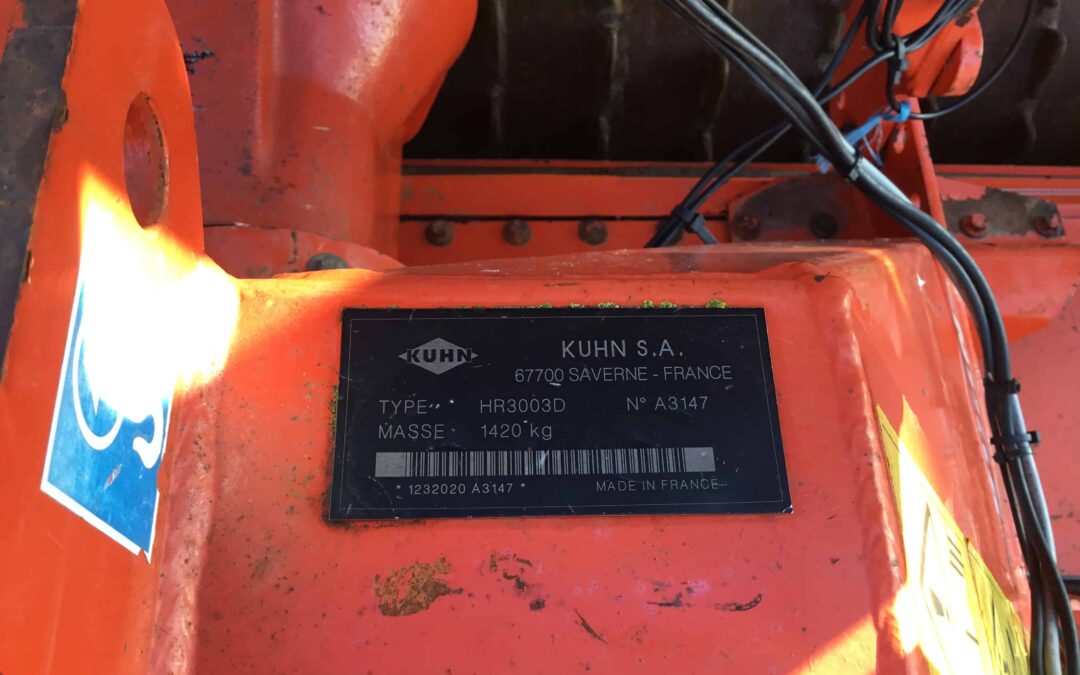 KUHN
KUHN S.A.
67700 SAVERNE - FRANCE
TYPE HR3003D N° A3147
MASSE 1420 kg
* 1232020 A3147 *
MADE IN FRANCE